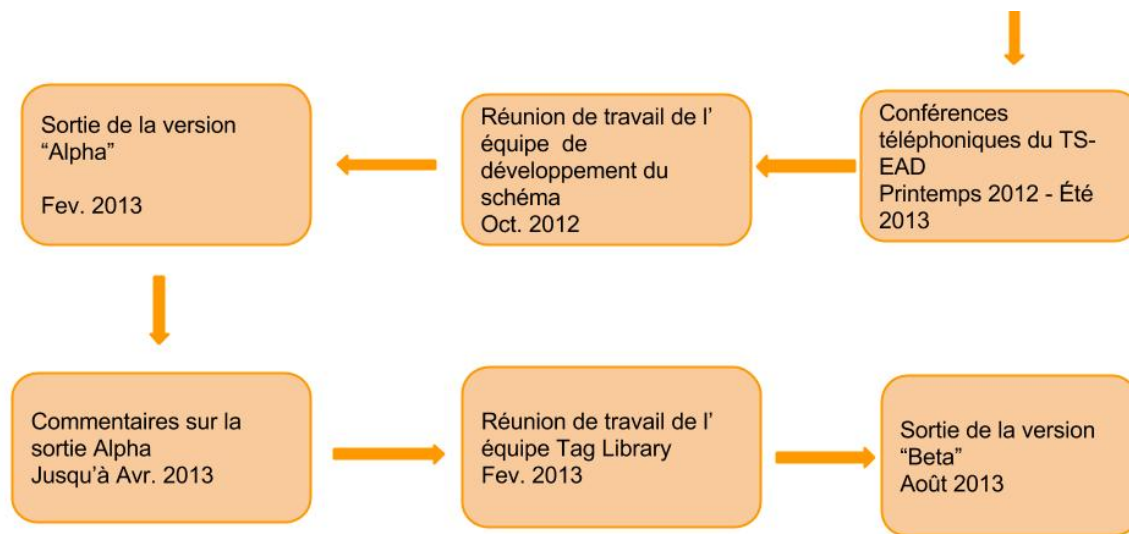 Conférences
téléphoniques du TS-
EAD
Printemps 2012 - Été
2013
Réunion de travail de l'
équipe de
développement du
schéma
Oct. 2012
Sortie de la version
“Alpha”
Fev. 2013
Commentaires sur la
sortie Alpha
Jusqu'à Avr. 2013
Réunion de travail de l'
équipe Tag Library
Fev. 2013
Sortie de la version
“Beta”
Août 2013